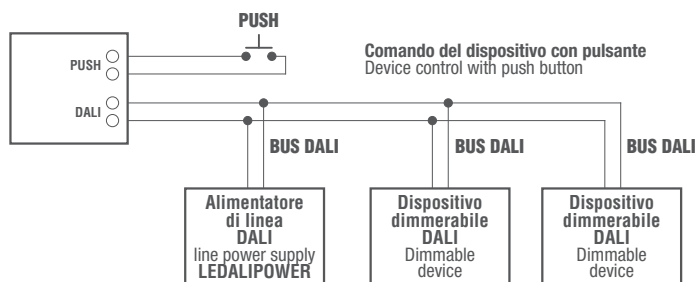 PUSH
PUSH
Comando del dispositivo con pulsante
Device control with push button
DALI
BUS DALI
BUS DALI
BUS DALI
Alimentatore
di linea
DALI
line power supply
LEDALIPOWER
Dispositivo
dimmerabile
DALI
Dimmable
device
Dispositivo
dimmerabile
DALI
Dimmable
device